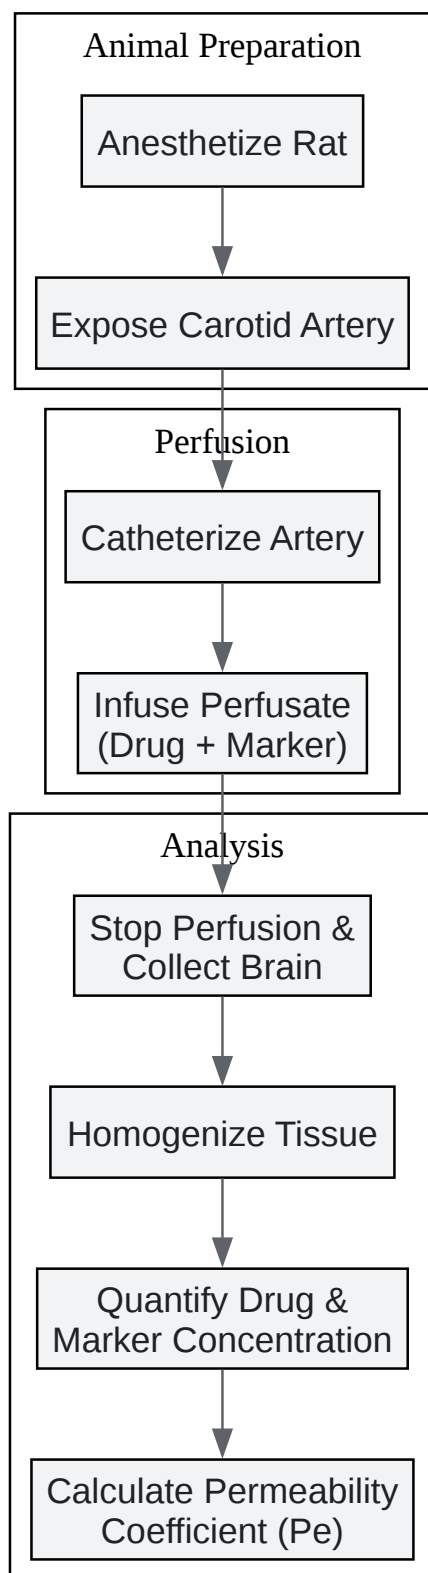 Animal Preparation
Anesthetize Rat
Expose Carotid Artery
Perfusion
Catheterize Artery
Infuse Perfusate
(Drug + Marker)
Analysis
Stop Perfusion &
Collect Brain
Homogenize Tissue
Quantify Drug &
Marker Concentration
Calculate Permeability
Coefficient (Pe)